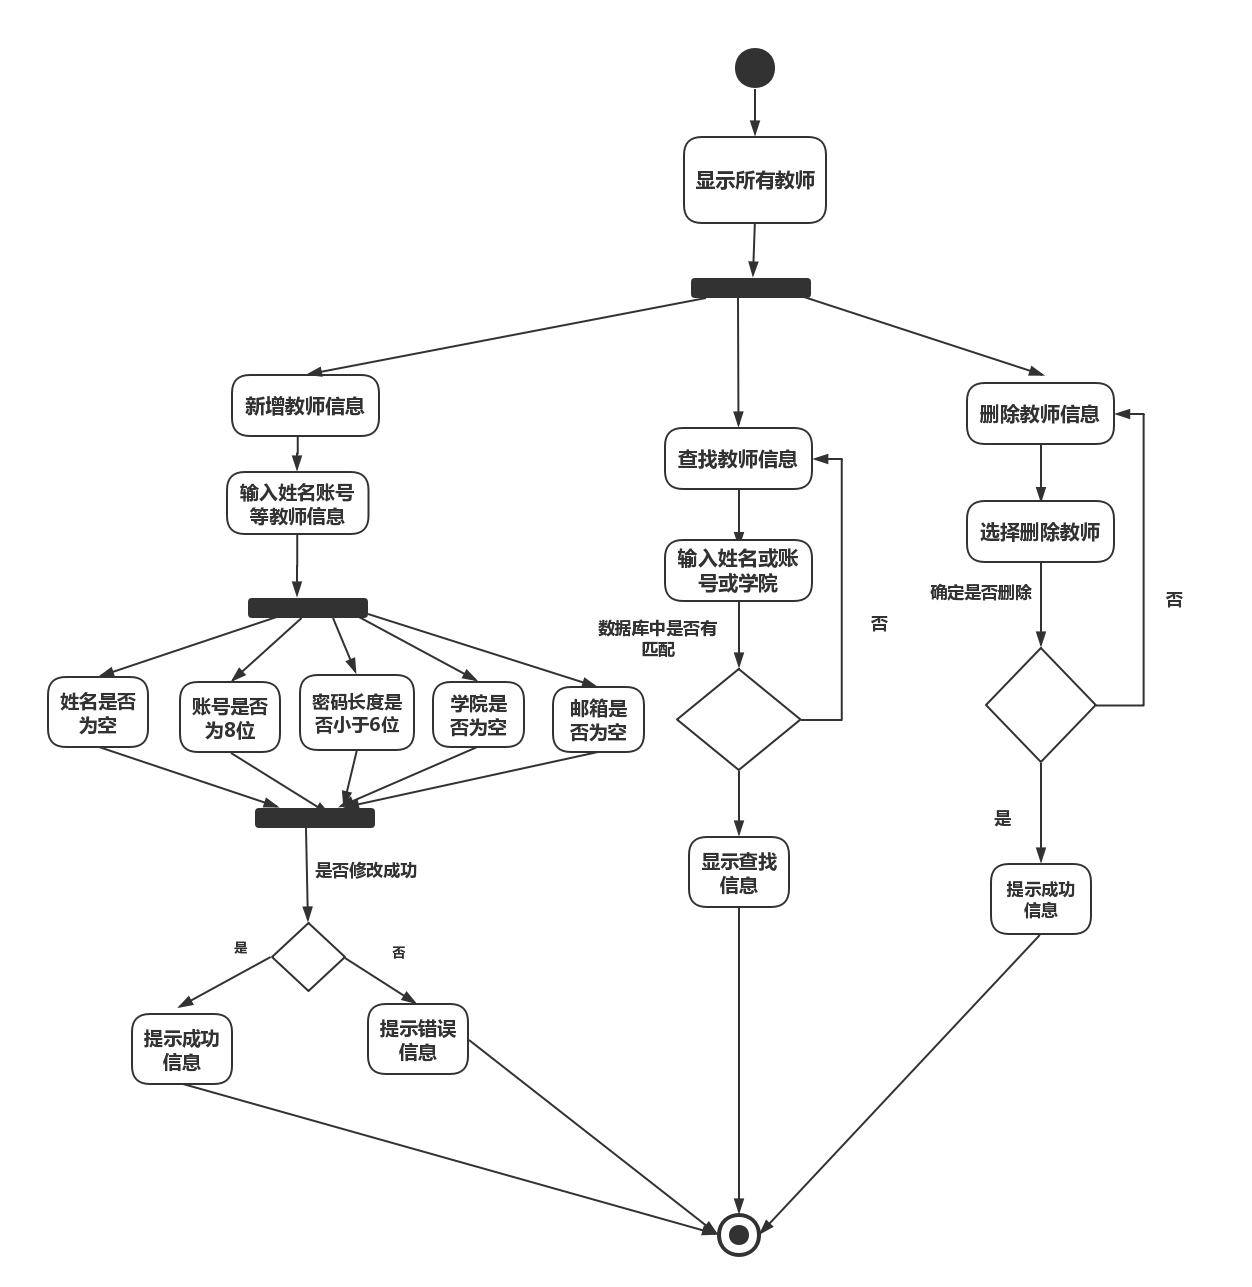 显示所有教师
新增教师信息
输入姓名账号
等教师信息
姓名是否
为空
账号是否
为8位
密码长度是
否小于6位
学院是
否为空
邮箱是
否为空
是否修改成功
是
否
提示成功
信息
提示错误
信息
查找教师信息
输入姓名或账
号或学院
数据库中是否有
匹配
否
显示查找
信息
删除教师信息
选择删除教师
确定是否删除
否
是
提示成功
信息